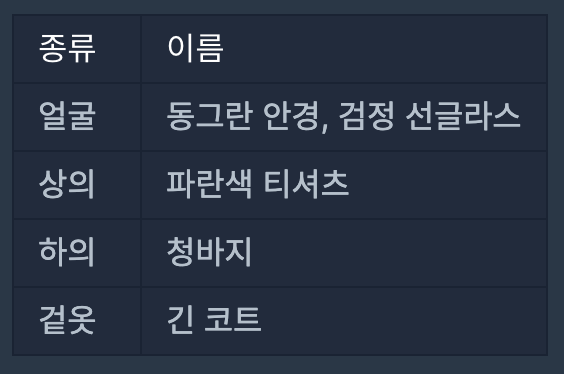 종류 이름
얼굴 동그란 안경, 검정 선글라스
상의 파란색 티셔츠
하의 청바지
겉옷 긴 코트